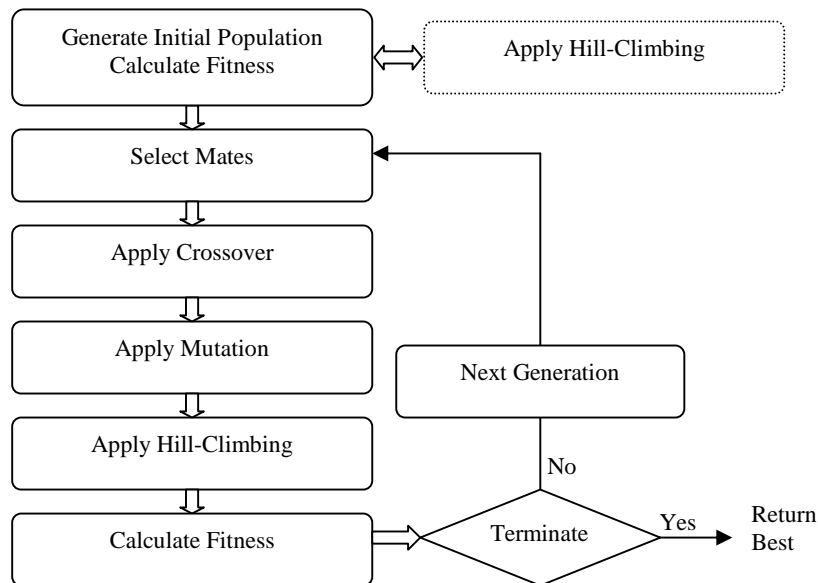 Generate Initial Population
Calculate Fitness
Apply Hill-Climbing
Select Mates
Apply Crossover
Apply Mutation
Next Generation
Apply Hill-Climbing
No
Calculate Fitness
Terminate
Yes
Return
Best